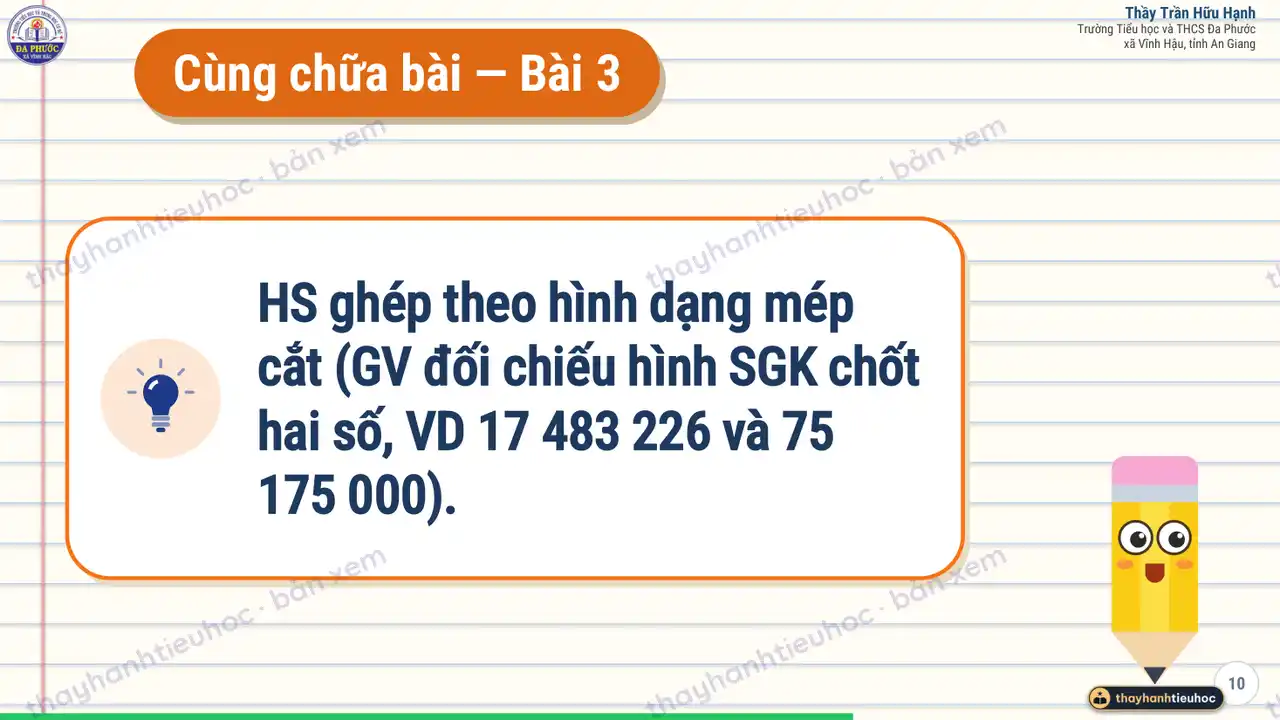 Thầy Trần Hữu Hạnh
Trường Tiểu học và THCS Đa Phước
xã Vĩnh Hậu, tỉnh An Giang
ĐA PHƯỚC
Cùng chữa bài – Bài 3
HS ghép theo hình dạng mép
cắt (GV đối chiếu hình SGK chốt
hai số, VD 17 483 226 và 75
175 000).
thayhanhtieuhoc . bản xem
thayhanhtieuhoc . bản xem
thayhanhtieuhoc . bản xem
thayhanhtieuhoc . bản xem
thayhanhtieuhoc
10